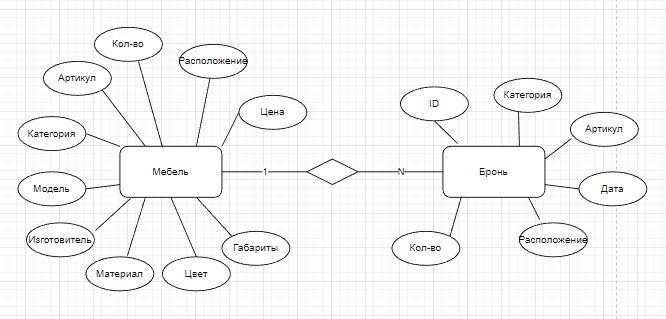 Кол-во
Расположение
Артикул
Цена
Категория
Мебель
Модель
Изготовитель
Материал
Цвет
Габариты
1
N
ID
Категория
Артикул
Бронь
Дата
Расположение
Кол-во